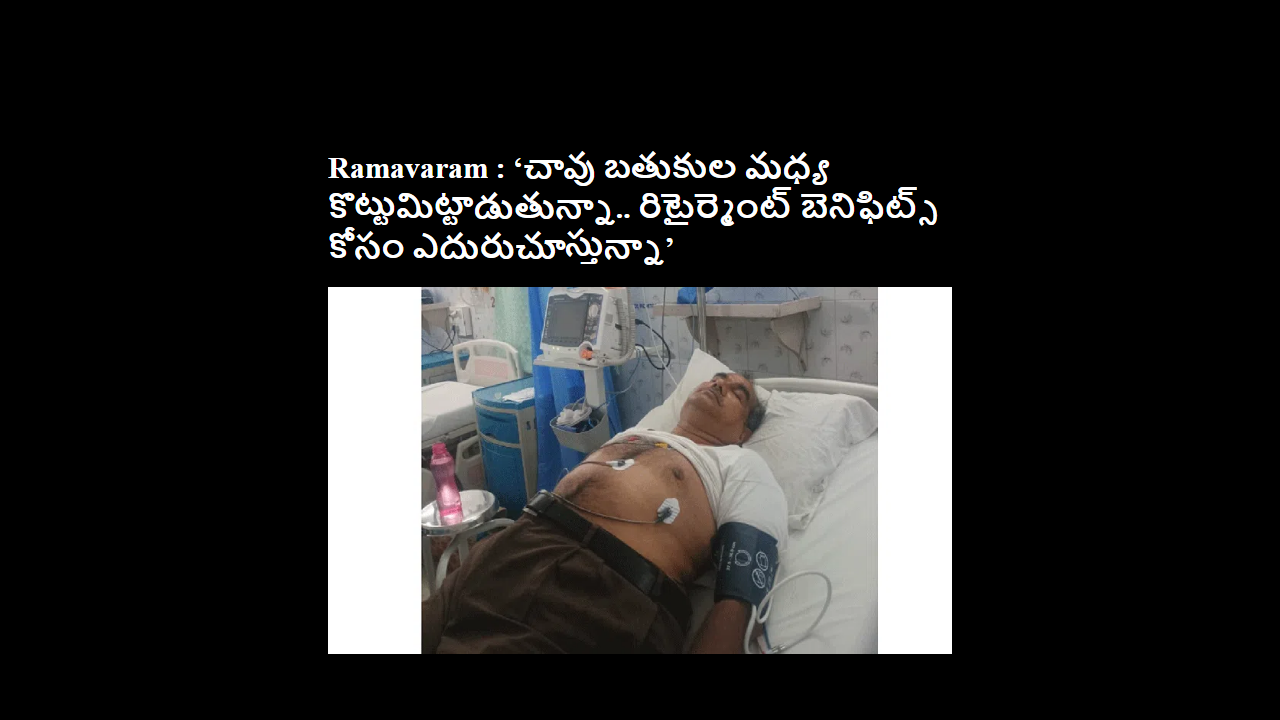 Ramavaram : ‘చావు బతుకుల మధ్య
కొట్టుమిట్టాడుతున్నా.. రిటైర్మెంట్ బెనిఫిట్స్
కోసం ఎదురుచూస్తున్నా’